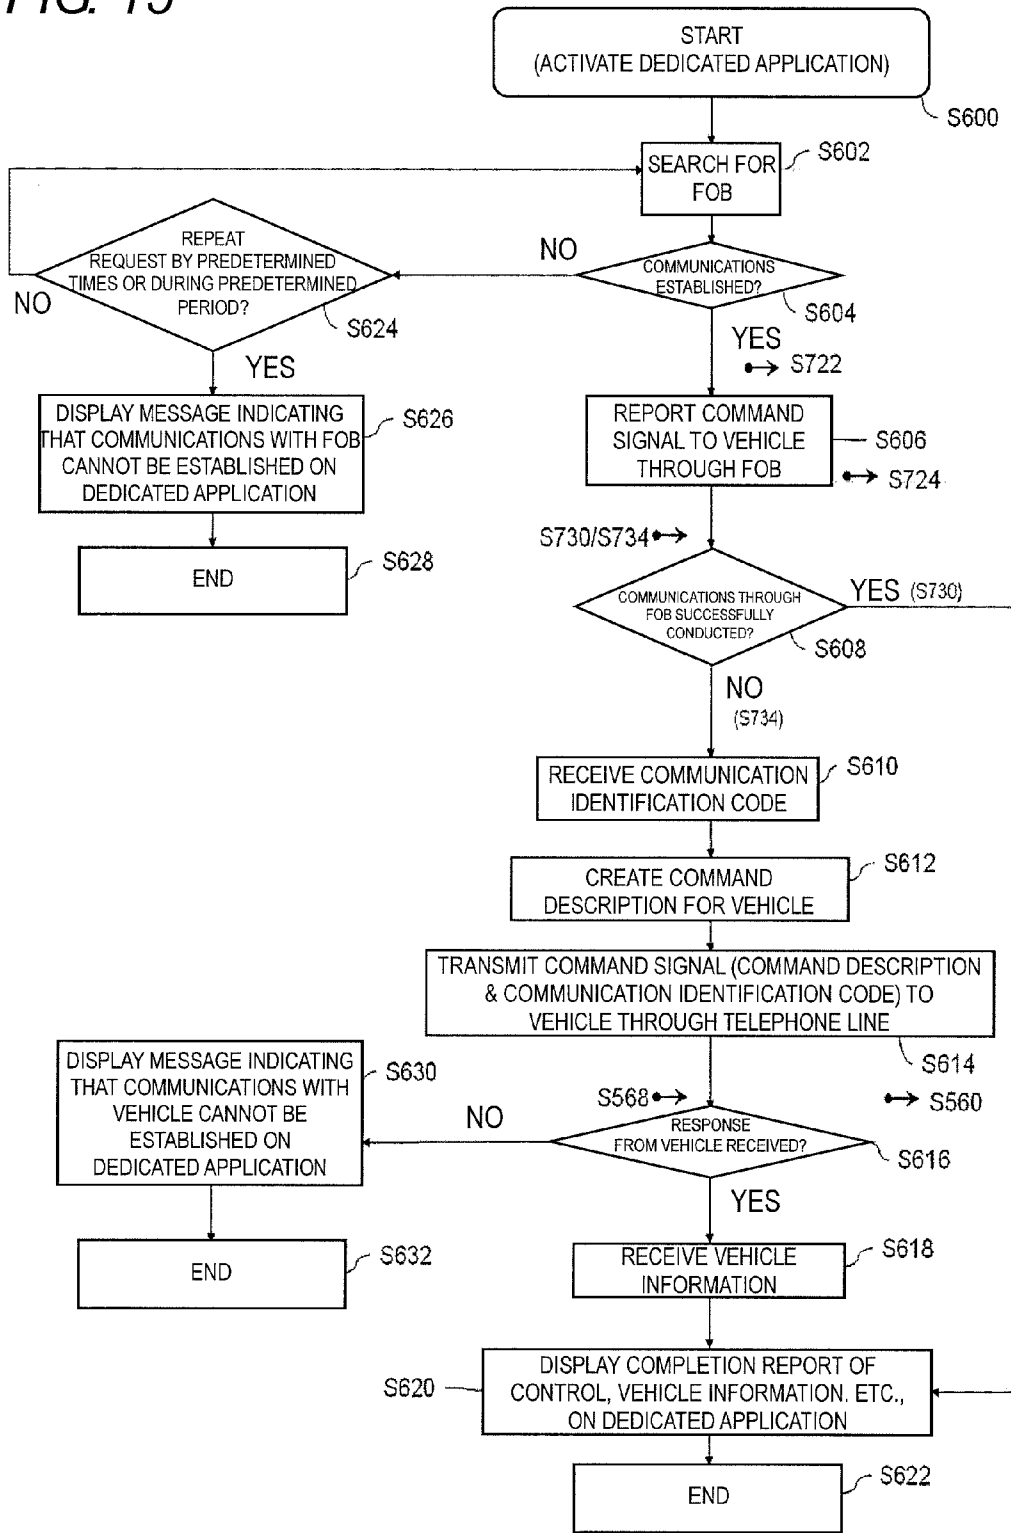 FIG. 15
START
(ACTIVATE DEDICATED APPLICATION)
S600
SEARCH FOR
FOB
S602
COMMUNICATIONS
ESTABLISHED?
S604
NO
REPEAT
REQUEST BY PREDETERMINED
TIMES OR DURING PREDETERMINED
PERIOD?
S624
NO
YES
DISPLAY MESSAGE INDICATING
THAT COMMUNICATIONS WITH FOB
CANNOT BE ESTABLISHED ON
DEDICATED APPLICATION
S626
END
S628
YES
S722
REPORT COMMAND
SIGNAL TO VEHICLE
THROUGH FOB
S606
S724
S730/S734
COMMUNICATIONS THROUGH
FOB SUCCESSFULLY
CONDUCTED?
S608
YES (S730)
NO
(S734)
RECEIVE COMMUNICATION
IDENTIFICATION CODE
S610
CREATE COMMAND
DESCRIPTION FOR VEHICLE
S612
TRANSMIT COMMAND SIGNAL (COMMAND DESCRIPTION
& COMMUNICATION IDENTIFICATION CODE) TO
VEHICLE THROUGH TELEPHONE LINE
S614
S568
S560
RESPONSE
FROM VEHICLE RECEIVED?
S616
NO
DISPLAY MESSAGE INDICATING
THAT COMMUNICATIONS WITH
VEHICLE CANNOT BE
ESTABLISHED ON
DEDICATED APPLICATION
S630
END
S632
YES
RECEIVE VEHICLE
INFORMATION
S618
DISPLAY COMPLETION REPORT OF
CONTROL, VEHICLE INFORMATION. ETC.,
ON DEDICATED APPLICATION
S620
END
S622